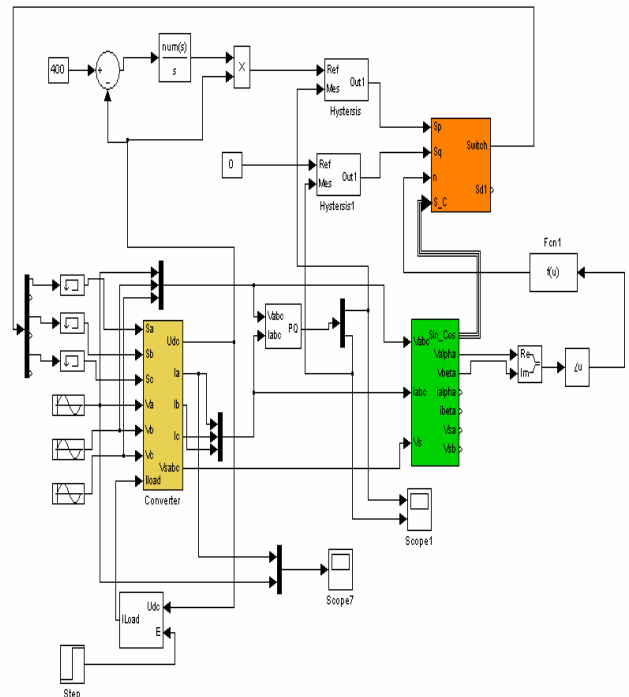 400
+
-
num(s)
s
X
Ref
Mes
Out1
Hystersis
0
Ref
Mes
Out1
Hystersis1
Sp
Sq
n
S_C
Switch
Sd1
Fcn1
f(u)
Vabc
Iabc
PQ
Sa
Sb
Sc
Va
Vb
Vc
Iload
Udc
Ia
Ib
Ic
Vsabc
Converter
Vabc
Iabc
Vs
Sin_Cos
Valpha
Vbeta
ialpha
ibeta
Vsa
Vsb
Re
Im
∠u
Scope1
Scope7
ILoad
Udc
E
Step